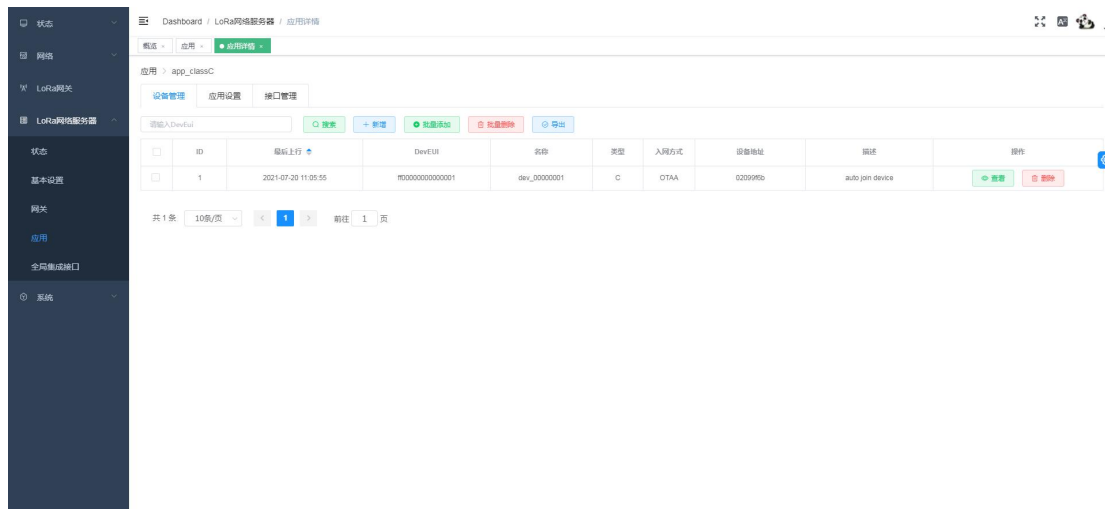 状态
网络
LoRa网关
LoRa网络服务器
状态
基本设置
网关
应用
全局集成接口
系统
Dashboard / LoRa网络服务器 / 应用详情
概览 × 应用 × 应用详情 ×
应用 > app_classC
设备管理 应用设置 接口管理
请输入DevEui 搜索 + 新增 批量添加 批量删除 导出
ID 最后上行 DevEUI 名称 类型 入网方式 设备地址 描述 操作
1 2021-07-20 11:05:55 ff00000000000001 dev_00000001 C OTAA 02099f6b auto join device 查看 删除
共 1 条 10条/页 < 1 > 前往 1 页